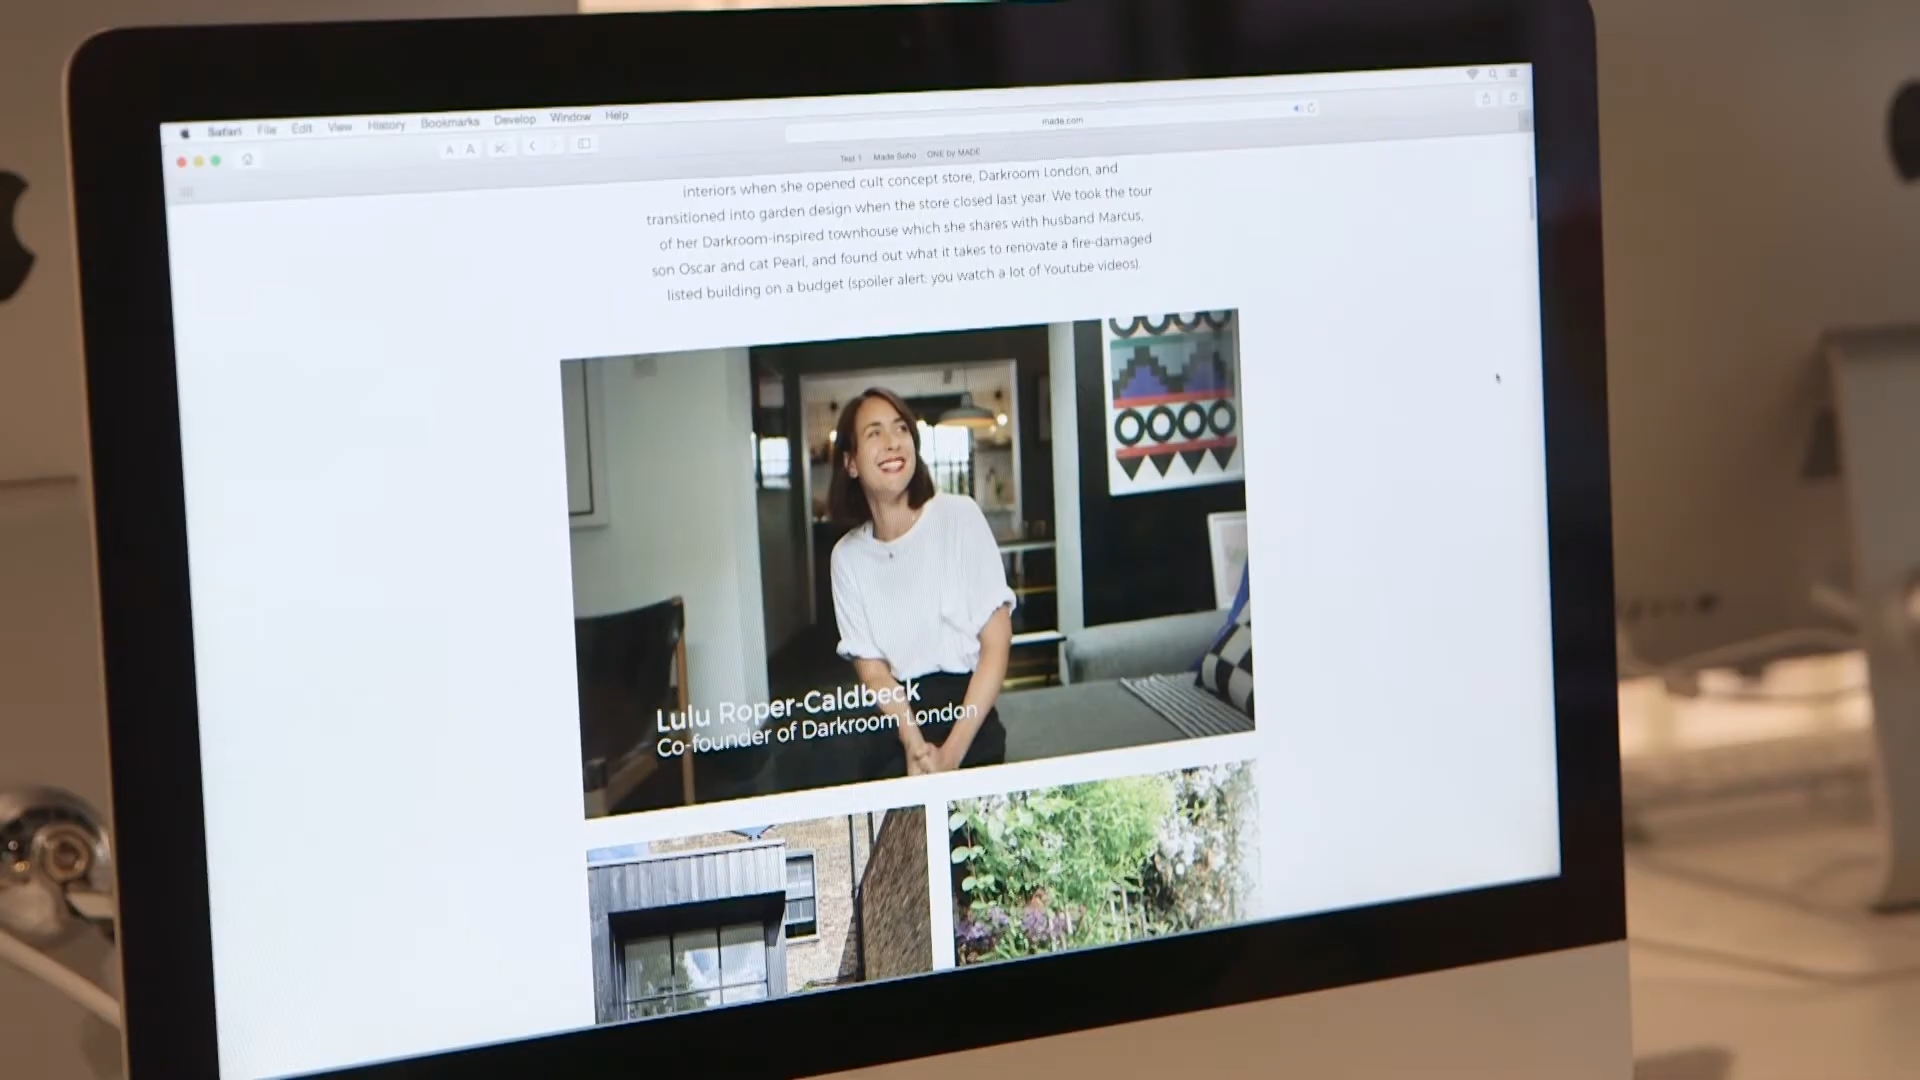 Safari File Edit View History Bookmarks Develop Window Help
made.com
A A
Test 1 Made Soho ONE by MADE
interiors when she opened cult concept store, Darkroom London, and
transitioned into garden design when the store closed last year. We took the tour
of her Darkroom-inspired townhouse which she shares with husband Marcus,
son Oscar and cat Pearl, and found out what it takes to renovate a fire-damaged
listed building on a budget (spoiler alert: you watch a lot of Youtube videos).
Lulu Roper-Caldbeck
Co-founder of Darkroom London